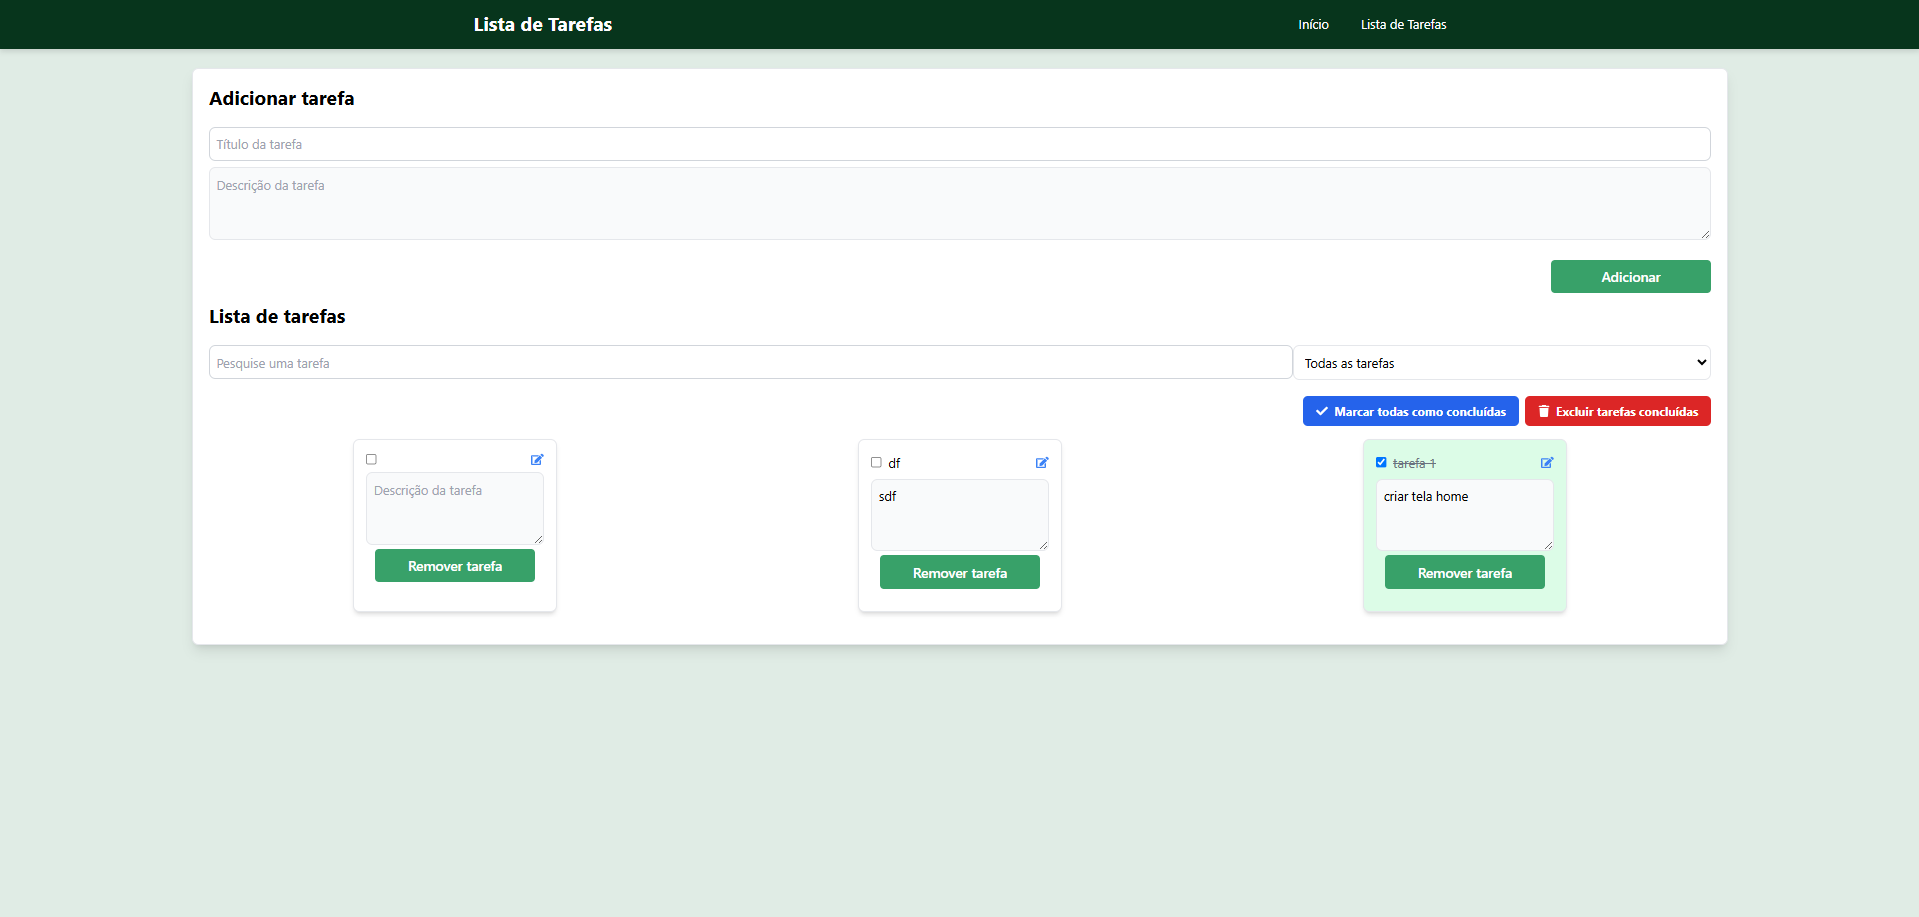 Lista de Tarefas
Início
Lista de Tarefas
Adicionar tarefa
Título da tarefa
Descrição da tarefa
Adicionar
Lista de tarefas
Pesquise uma tarefa
Todas as tarefas
Marcar todas como concluídas
Excluir tarefas concluídas
Descrição da tarefa
Remover tarefa
df
sdf
Remover tarefa
tarefa 1
criar tela home
Remover tarefa